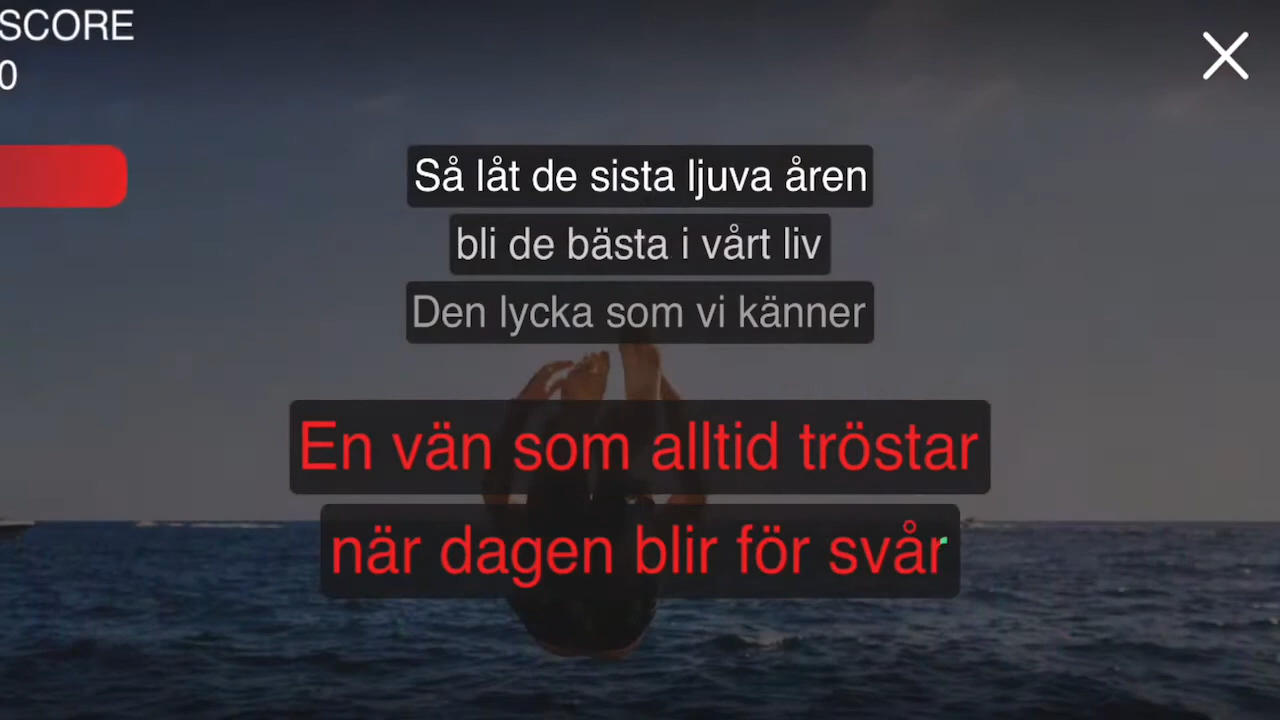 SCORE
0
Så låt de sista ljuva åren
bli de bästa i vårt liv
Den lycka som vi känner
En vän som alltid tröstar
när dagen blir för svår